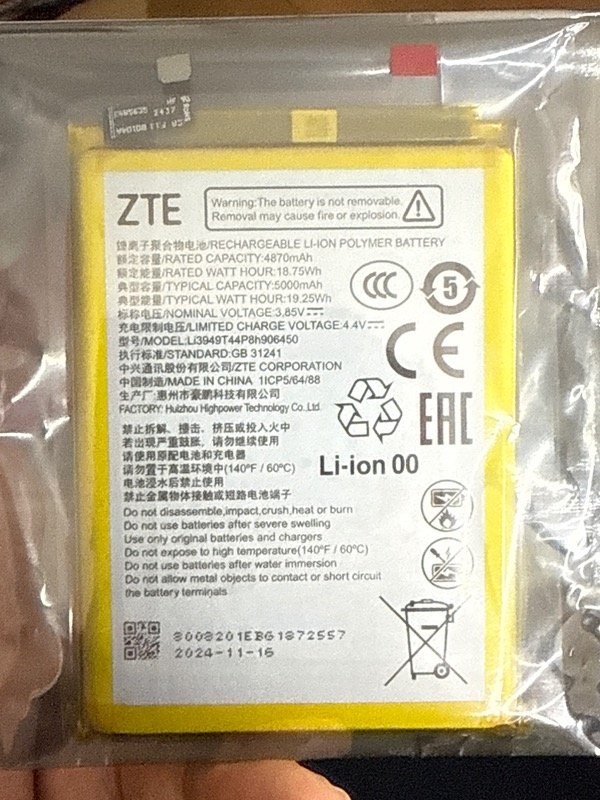 ZTE
Warning:The battery is not removable.
Removal may cause fire or explosion.
锂离子聚合物电池/RECHARGEABLE LI-ION POLYMER BATTERY
额定容量/RATED CAPACITY:4870mAh
额定能量/RATED WATT HOUR:18.75Wh
典型容量/TYPICAL CAPACITY:5000mAh
典型能量/TYPICAL WATT HOUR:19.25Wh
标称电压/NOMINAL VOLTAGE:3.85V⎓
充电限制电压/LIMITED CHARGE VOLTAGE:4.4V⎓
型号/MODEL:Li3949T44P8h906450
执行标准/STANDARD:GB 31241
中兴通讯股份有限公司/ZTE CORPORATION
中国制造/MADE IN CHINA 1ICP5/64/88
生产厂:惠州市豪鹏科技有限公司
FACTORY: Huizhou Highpower Technology Co.,Ltd.
CCC
5
CE
EAC
禁止拆卸、撞击、挤压或投入火中
若出现严重鼓胀,请勿继续使用
请使用原配电池和充电器
请勿置于高温环境中(140°F / 60°C)
电池浸水后禁止使用
禁止金属物体接触或短路电池端子
Li-ion 00
Do not disassemble,impact,crush,heat or burn
Do not use batteries after severe swelling
Use only original batteries and chargers
Do not expose to high temperature(140°F / 60°C)
Do not use batteries after water immersion
Do not allow metal objects to contact or short circuit
the battery terminals
8008201EBG1872557
2024-11-16